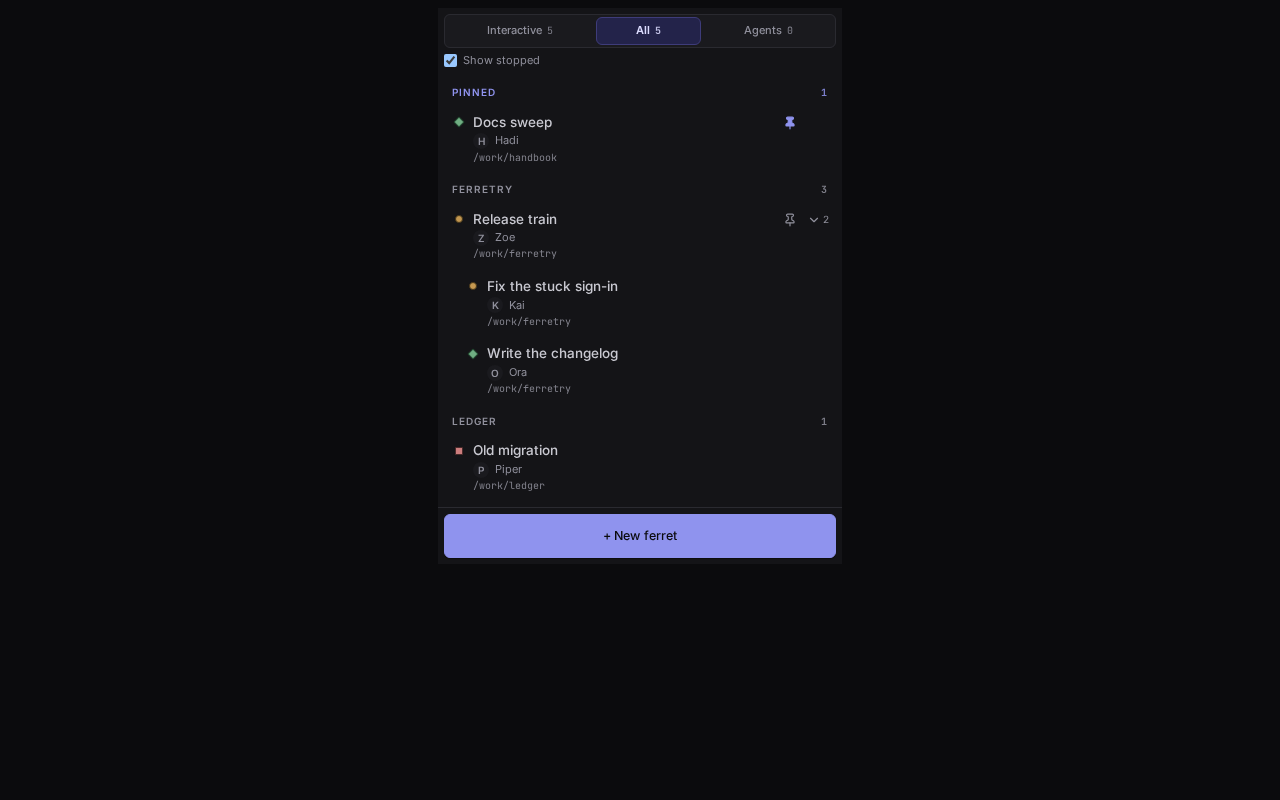 Interactive 5 All 5 Agents 0
Show stopped
PINNED 1
Docs sweep
H Hadi
/work/handbook
FERRETRY 3
Release train 2
Z Zoe
/work/ferretry
Fix the stuck sign-in
K Kai
/work/ferretry
Write the changelog
O Ora
/work/ferretry
LEDGER 1
Old migration
P Piper
/work/ledger
+ New ferret